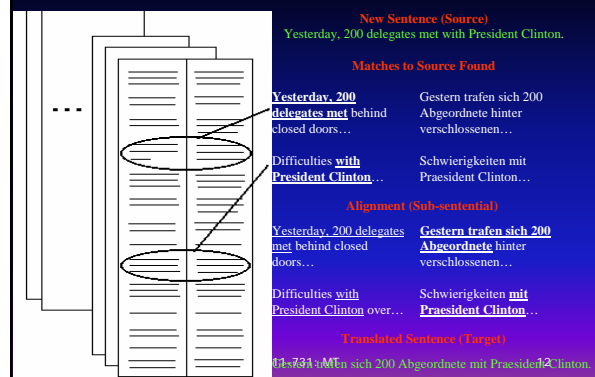 New Sentence (Source)
Yesterday, 200 delegates met with President Clinton.
Matches to Source Found
Yesterday, 200
delegates met behind
closed doors…
Gestern trafen sich 200
Abgeordnete hinter
verschlossenen…
Difficulties with
President Clinton…
Schwierigkeiten mit
Praesident Clinton…
Alignment (Sub-sentential)
Yesterday, 200 delegates
met behind closed
doors…
Gestern trafen sich 200
Abgeordnete hinter
verschlossenen…
Difficulties with
President Clinton over…
Schwierigkeiten mit
Praesident Clinton…
Translated Sentence (Target)
Gestern trafen sich 200 Abgeordnete mit Praesident Clinton.
11-731: MT
12
...